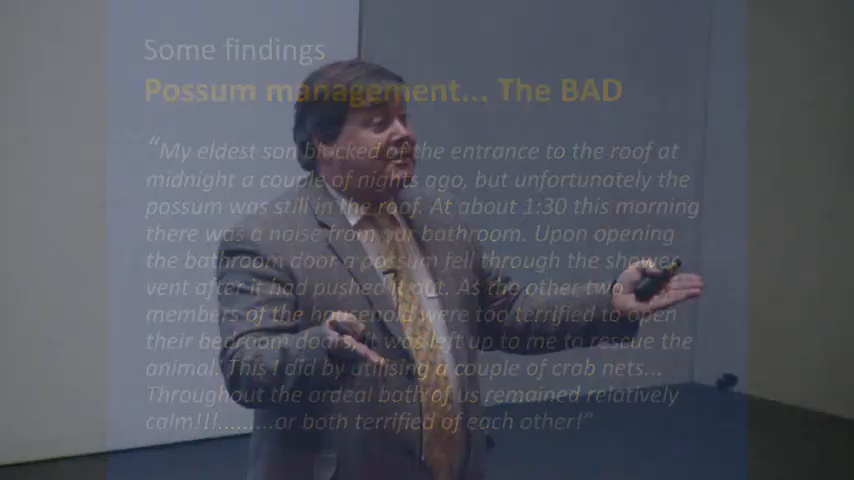 Some findings
Possum management... The BAD
"My eldest son blocked off the entrance to the roof at
midnight a couple of nights ago, but unfortunately the
possum was still in the roof. At about 1:30 this morning
there was a noise from our bathroom. Upon opening
the bathroom door a possum fell through the shower
vent after it had pushed it out. As the other two
members of the household were too terrified to open
their bedroom doors it was left up to me to rescue the
animal. This I did by utilising a couple of crab nets...
Throughout the ordeal both of us remained relatively
calm!!!..........or both terrified of each other!"